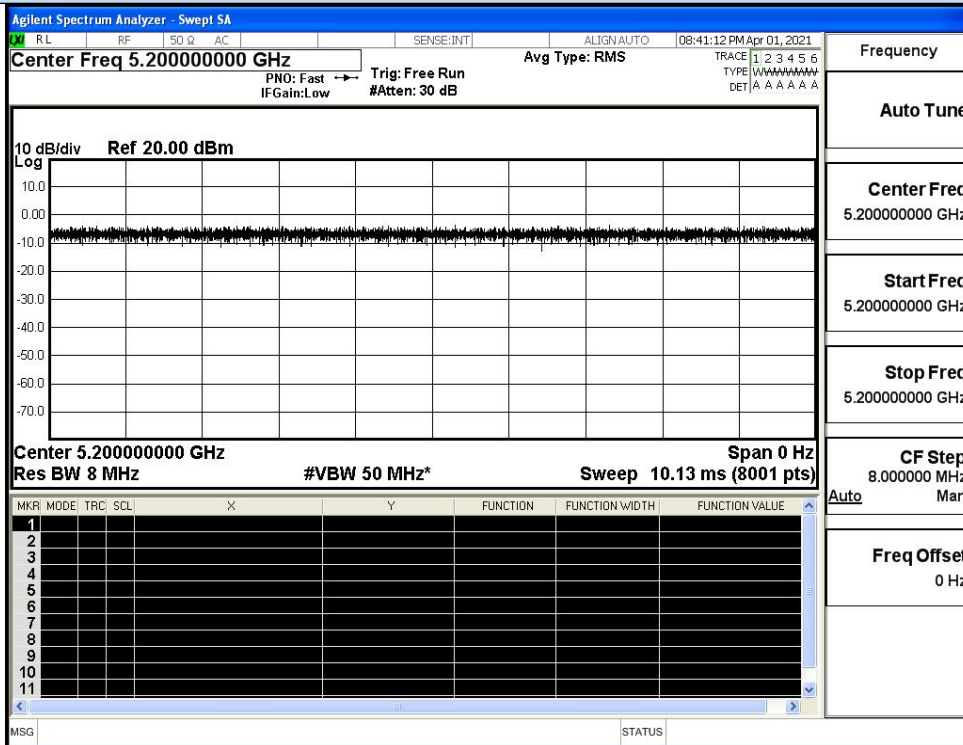 Agilent Spectrum Analyzer - Swept SA
LXI RL RF 50 Ω AC SENSE:INT ALIGNAUTO 08:41:12 PM Apr 01, 2021
Center Freq 5.200000000 GHz
Avg Type: RMS
PNO: Fast
IFGain:Low
Trig: Free Run
#Atten: 30 dB
TRACE 1 2 3 4 5 6
TYPE
DET A A A A A A
10 dB/div Ref 20.00 dBm
Log
10.0
0.00
-10.0
-20.0
-30.0
-40.0
-50.0
-60.0
-70.0
Center 5.200000000 GHz Span 0 Hz
Res BW 8 MHz #VBW 50 MHz* Sweep 10.13 ms (8001 pts)
MKR MODE TRC SCL X Y FUNCTION FUNCTION WIDTH FUNCTION VALUE
1
2
3
4
5
6
7
8
9
10
11
MSG STATUS
Frequency
Auto Tune
Center Freq
5.200000000 GHz
Start Freq
5.200000000 GHz
Stop Freq
5.200000000 GHz
CF Step
8.000000 MHz
Auto Man
Freq Offset
0 Hz